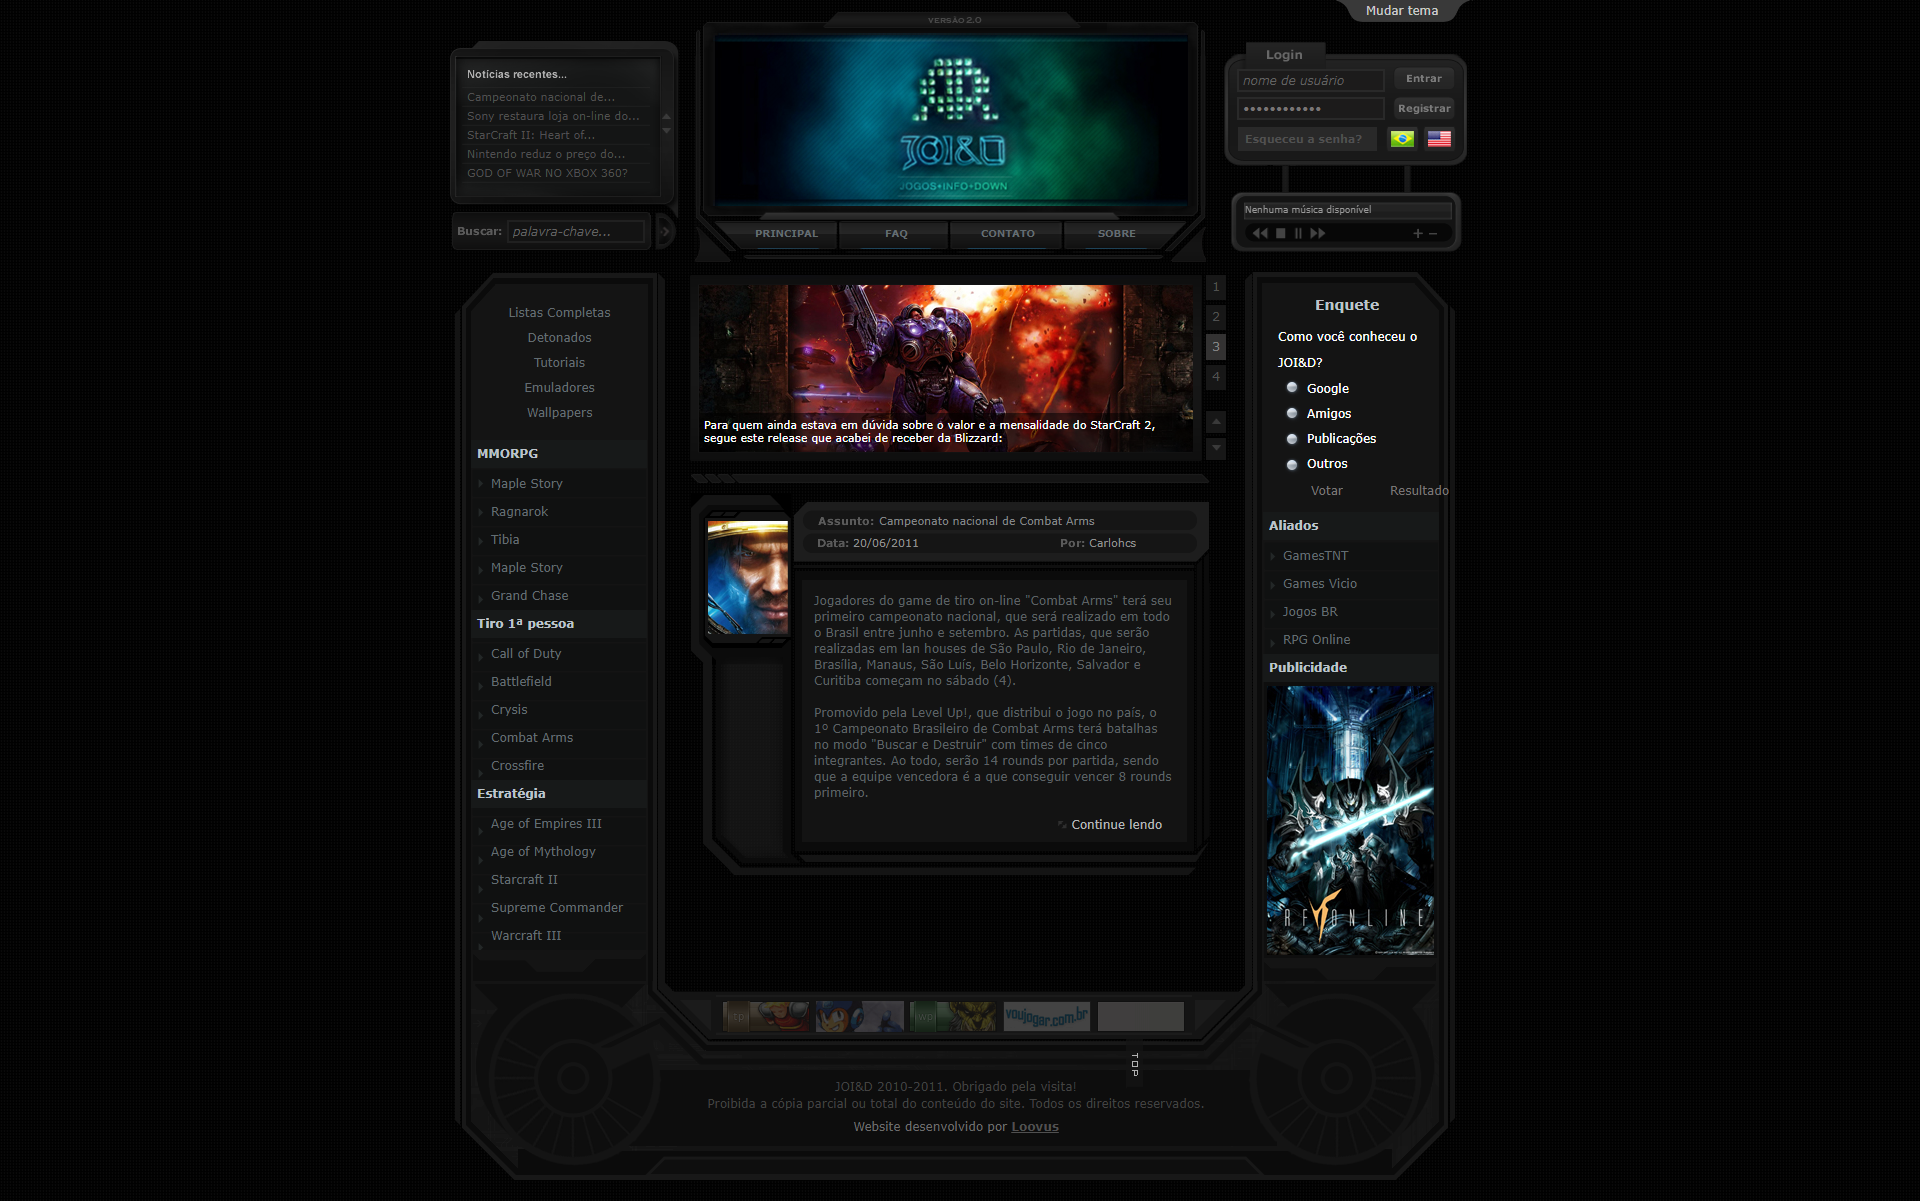 Mudar tema
VERSÃO 2.0
Notícias recentes...
Campeonato nacional de...
Sony restaura loja on-line do...
StarCraft II: Heart of...
Nintendo reduz o preço do...
GOD OF WAR NO XBOX 360?
Buscar: palavra-chave...
JOI&D
JOGOS•INFO•DOWN
PRINCIPAL
FAQ
CONTATO
SOBRE
Login
nome de usuário
Entrar
••••••••••••
Registrar
Esqueceu a senha?
Nenhuma música disponível
Listas Completas
Detonados
Tutoriais
Emuladores
Wallpapers
MMORPG
Maple Story
Ragnarok
Tibia
Maple Story
Grand Chase
Tiro 1ª pessoa
Call of Duty
Battlefield
Crysis
Combat Arms
Crossfire
Estratégia
Age of Empires III
Age of Mythology
Starcraft II
Supreme Commander
Warcraft III
Para quem ainda estava em dúvida sobre o valor e a mensalidade do StarCraft 2,
segue este release que acabei de receber da Blizzard:
1
2
3
4
Assunto: Campeonato nacional de Combat Arms
Data: 20/06/2011
Por: Carlohcs
Jogadores do game de tiro on-line "Combat Arms" terá seu
primeiro campeonato nacional, que será realizado em todo
o Brasil entre junho e setembro. As partidas, que serão
realizadas em lan houses de São Paulo, Rio de Janeiro,
Brasília, Manaus, São Luís, Belo Horizonte, Salvador e
Curitiba começam no sábado (4).
Promovido pela Level Up!, que distribui o jogo no país, o
1º Campeonato Brasileiro de Combat Arms terá batalhas
no modo "Buscar e Destruir" com times de cinco
integrantes. Ao todo, serão 14 rounds por partida, sendo
que a equipe vencedora é a que conseguir vencer 8 rounds
primeiro.
Continue lendo
Enquete
Como você conheceu o
JOI&D?
Google
Amigos
Publicações
Outros
Votar
Resultado
Aliados
GamesTNT
Games Vicio
Jogos BR
RPG Online
Publicidade
RF ONLINE
tp
wp
voujogar.com.br
TOP
JOI&D 2010-2011. Obrigado pela visita!
Proibida a cópia parcial ou total do conteúdo do site. Todos os direitos reservados.
Website desenvolvido por Loovus